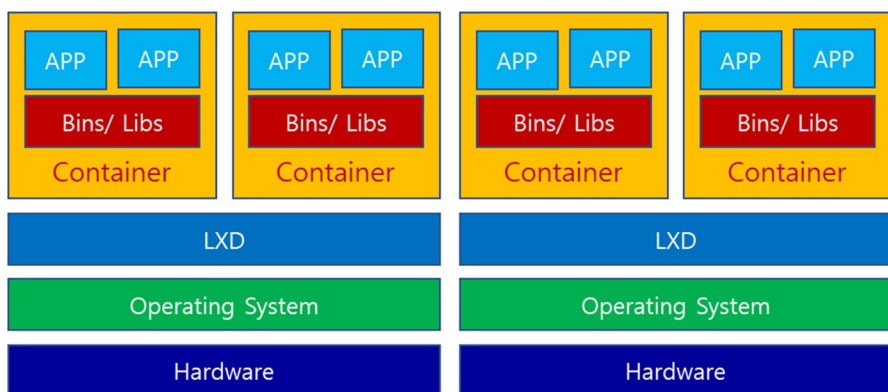 APP APP APP APP APP APP APP APP
Bins/ Libs Bins/ Libs Bins/ Libs Bins/ Libs
Container Container Container Container
LXD LXD
Operating System Operating System
Hardware Hardware